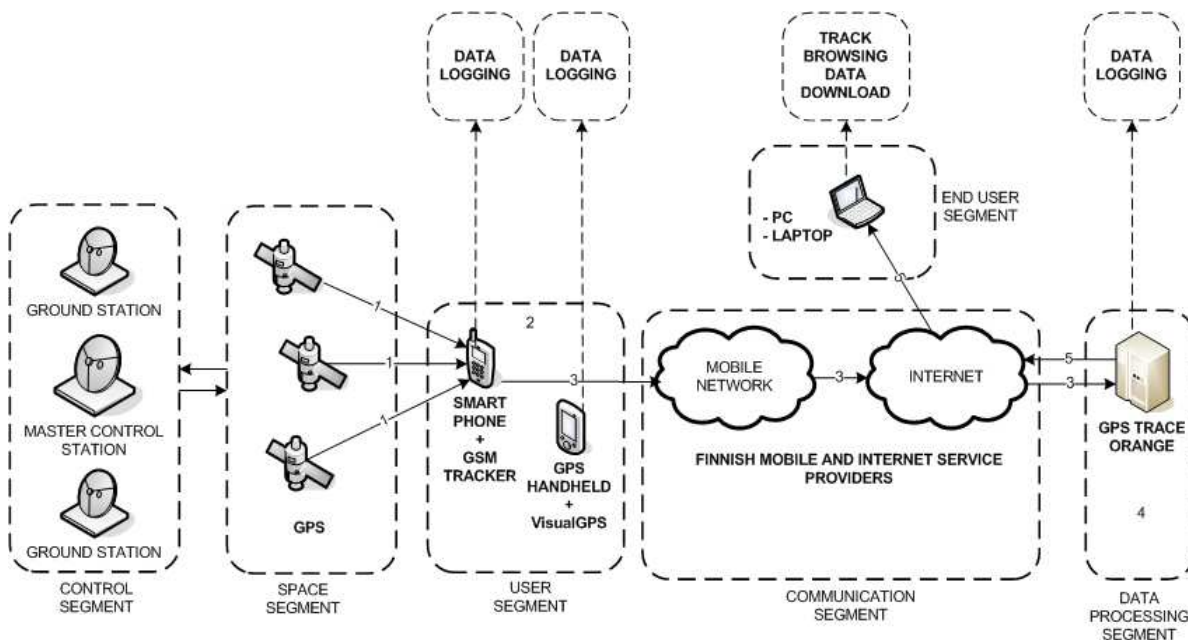 DATA
LOGGING
DATA
LOGGING
TRACK
BROWSING
DATA
DOWNLOAD
DATA
LOGGING
- PC
- LAPTOP
END USER
SEGMENT
GROUND STATION
MASTER CONTROL
STATION
GROUND STATION
CONTROL
SEGMENT
1
1
1
GPS
SPACE
SEGMENT
2
SMART
PHONE
+
GSM
TRACKER
GPS
HANDHELD
+
VisualGPS
USER
SEGMENT
3
MOBILE
NETWORK
3
INTERNET
5
3
FINNISH MOBILE AND INTERNET SERVICE
PROVIDERS
COMMUNICATION
SEGMENT
GPS TRACE
ORANGE
4
DATA
PROCESSING
SEGMENT